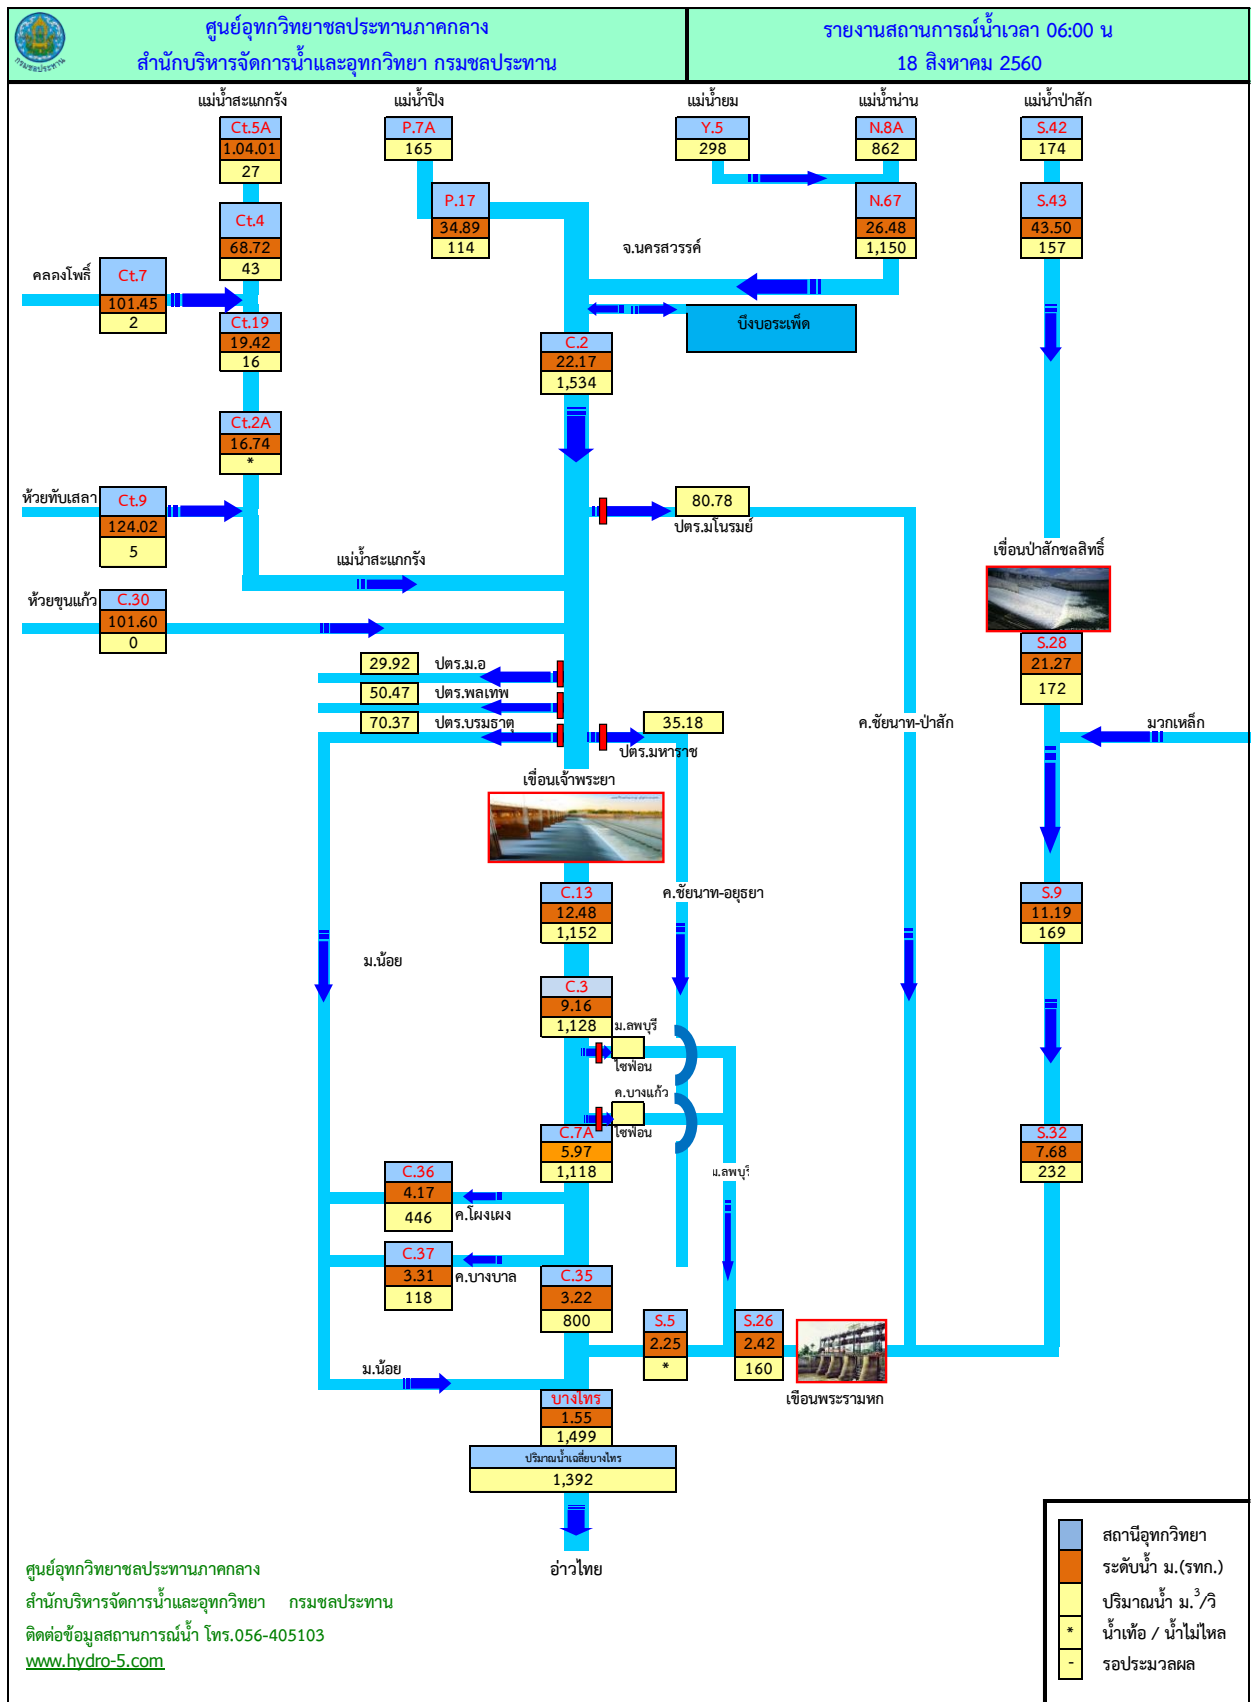 กรมชลประทาน
ศูนย์อุทกวิทยาชลประทานภาคกลาง
สำนักบริหารจัดการน้ำและอุทกวิทยา กรมชลประทาน
รายงานสถานการณ์น้ำเวลา 06:00 น
18 สิงหาคม 2560
แม่น้ำสะแกกรัง
แม่น้ำปิง
แม่น้ำยม
แม่น้ำน่าน
แม่น้ำป่าสัก
Ct.5A
1.04.01
27
P.7A
165
Y.5
298
N.8A
862
S.42
174
Ct.4
68.72
43
P.17
34.89
114
N.67
26.48
1,150
S.43
43.50
157
จ.นครสวรรค์
คลองโพธิ์
Ct.7
101.45
2
Ct.19
19.42
16
บึงบอระเพ็ด
C.2
22.17
1,534
Ct.2A
16.74
*
ห้วยทับเสลา
Ct.9
124.02
5
80.78
ปตร.มโนรมย์
แม่น้ำสะแกกรัง
เขื่อนป่าสักชลสิทธิ์
ห้วยขุนแก้ว
C.30
101.60
0
S.28
21.27
172
29.92
ปตร.ม.อ
50.47
ปตร.พลเทพ
70.37
ปตร.บรมธาตุ
35.18
ปตร.มหาราช
ค.ชัยนาท-ป่าสัก
มวกเหล็ก
เขื่อนเจ้าพระยา
C.13
12.48
1,152
ค.ชัยนาท-อยุธยา
S.9
11.19
169
ม.น้อย
C.3
9.16
1,128
ม.ลพบุรี
ไซฟ่อน
ค.บางแก้ว
ไซฟ่อน
C.7A
5.97
1,118
S.32
7.68
232
C.36
4.17
446
ค.โผงเผง
ม.ลพบุรี
C.37
3.31
118
ค.บางบาล
C.35
3.22
800
S.5
2.25
*
S.26
2.42
160
เขือนพระรามหก
ม.น้อย
บางไทร
1.55
1,499
ปริมาณน้ำเฉลี่ยบางไทร
1,392
อ่าวไทย
สถานีอุทกวิทยา
ระดับน้ำ ม.(รทก.)
ปริมาณน้ำ ม.³/วิ
* น้ำเท้อ / น้ำไม่ไหล
- รอประมวลผล
ศูนย์อุทกวิทยาชลประทานภาคกลาง
สำนักบริหารจัดการน้ำและอุทกวิทยา กรมชลประทาน
ติดต่อข้อมูลสถานการณ์น้ำ โทร.056-405103
www.hydro-5.com